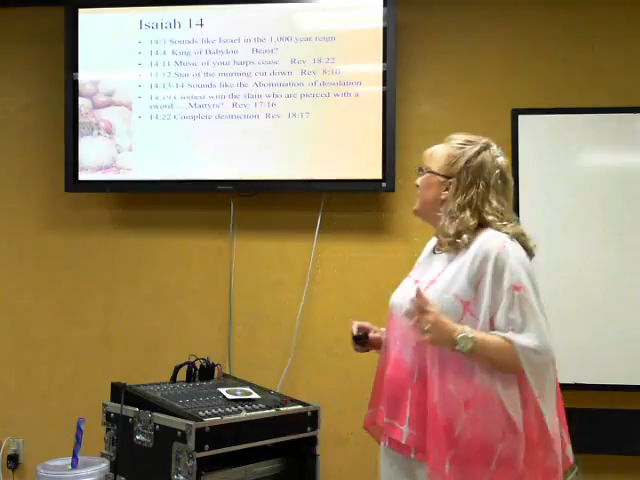 Isaiah 14
• 14:3 Sounds like Israel in the 1,000 year reign
• 14:4 King of Babylon Beast?
• 14:11 Music of your harps cease Rev 18:22
• 14:12 Star of the morning cut down Rev 8:10
• 14:13-14 Sounds like the Abomination of desolation
• 14:19 Clothed with the slain who are pierced with a
sword.....Martyrs? Rev: 17:16
• 14:22 Complete destruction Rev 18:17